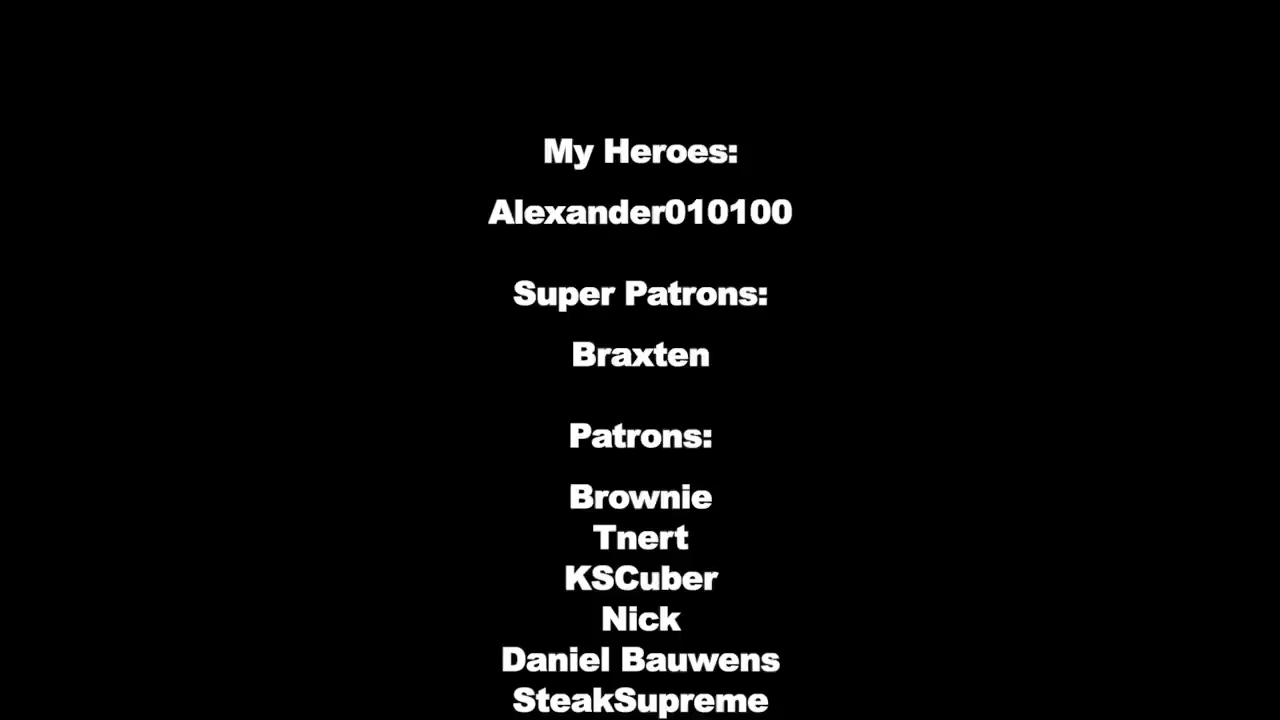 My Heroes:
Alexander010100
Super Patrons:
Braxten
Patrons:
Brownie
Tnert
KSCuber
Nick
Daniel Bauwens
SteakSupreme